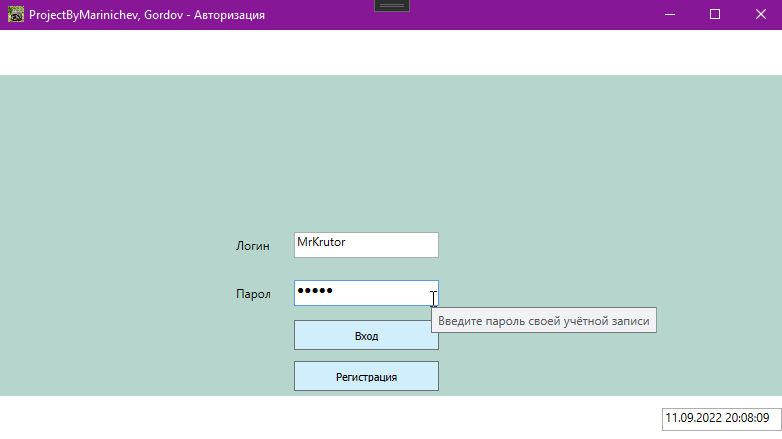 ProjectByMarinichev, Gordov - Авторизация
Логин
MrKrutor
Парол
●●●●●
Введите пароль своей учётной записи
Вход
Регистрация
11.09.2022 20:08:09